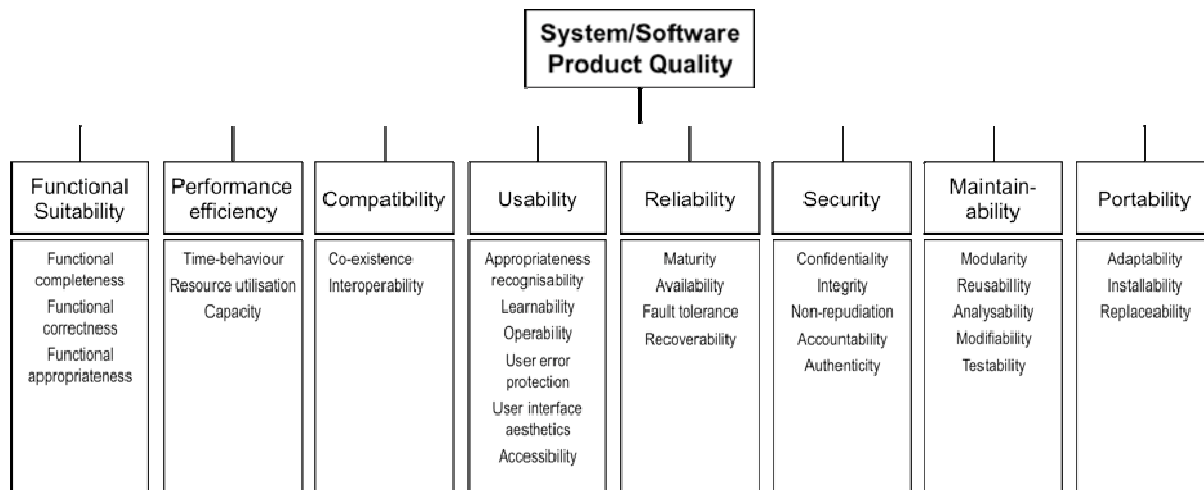 System/Software
Product Quality
Functional
Suitability
Performance
efficiency
Compatibility
Usability
Reliability
Security
Maintain-
ability
Portability
Functional
completeness
Functional
correctness
Functional
appropriateness
Time-behaviour
Resource utilisation
Capacity
Co-existence
Interoperability
Appropriateness
recognisability
Learnability
Operability
User error
protection
User interface
aesthetics
Accessibility
Maturity
Availability
Fault tolerance
Recoverability
Confidentiality
Integrity
Non-repudiation
Accountability
Authenticity
Modularity
Reusabillity
Analysability
Modifiability
Testability
Adaptability
Installability
Replaceability